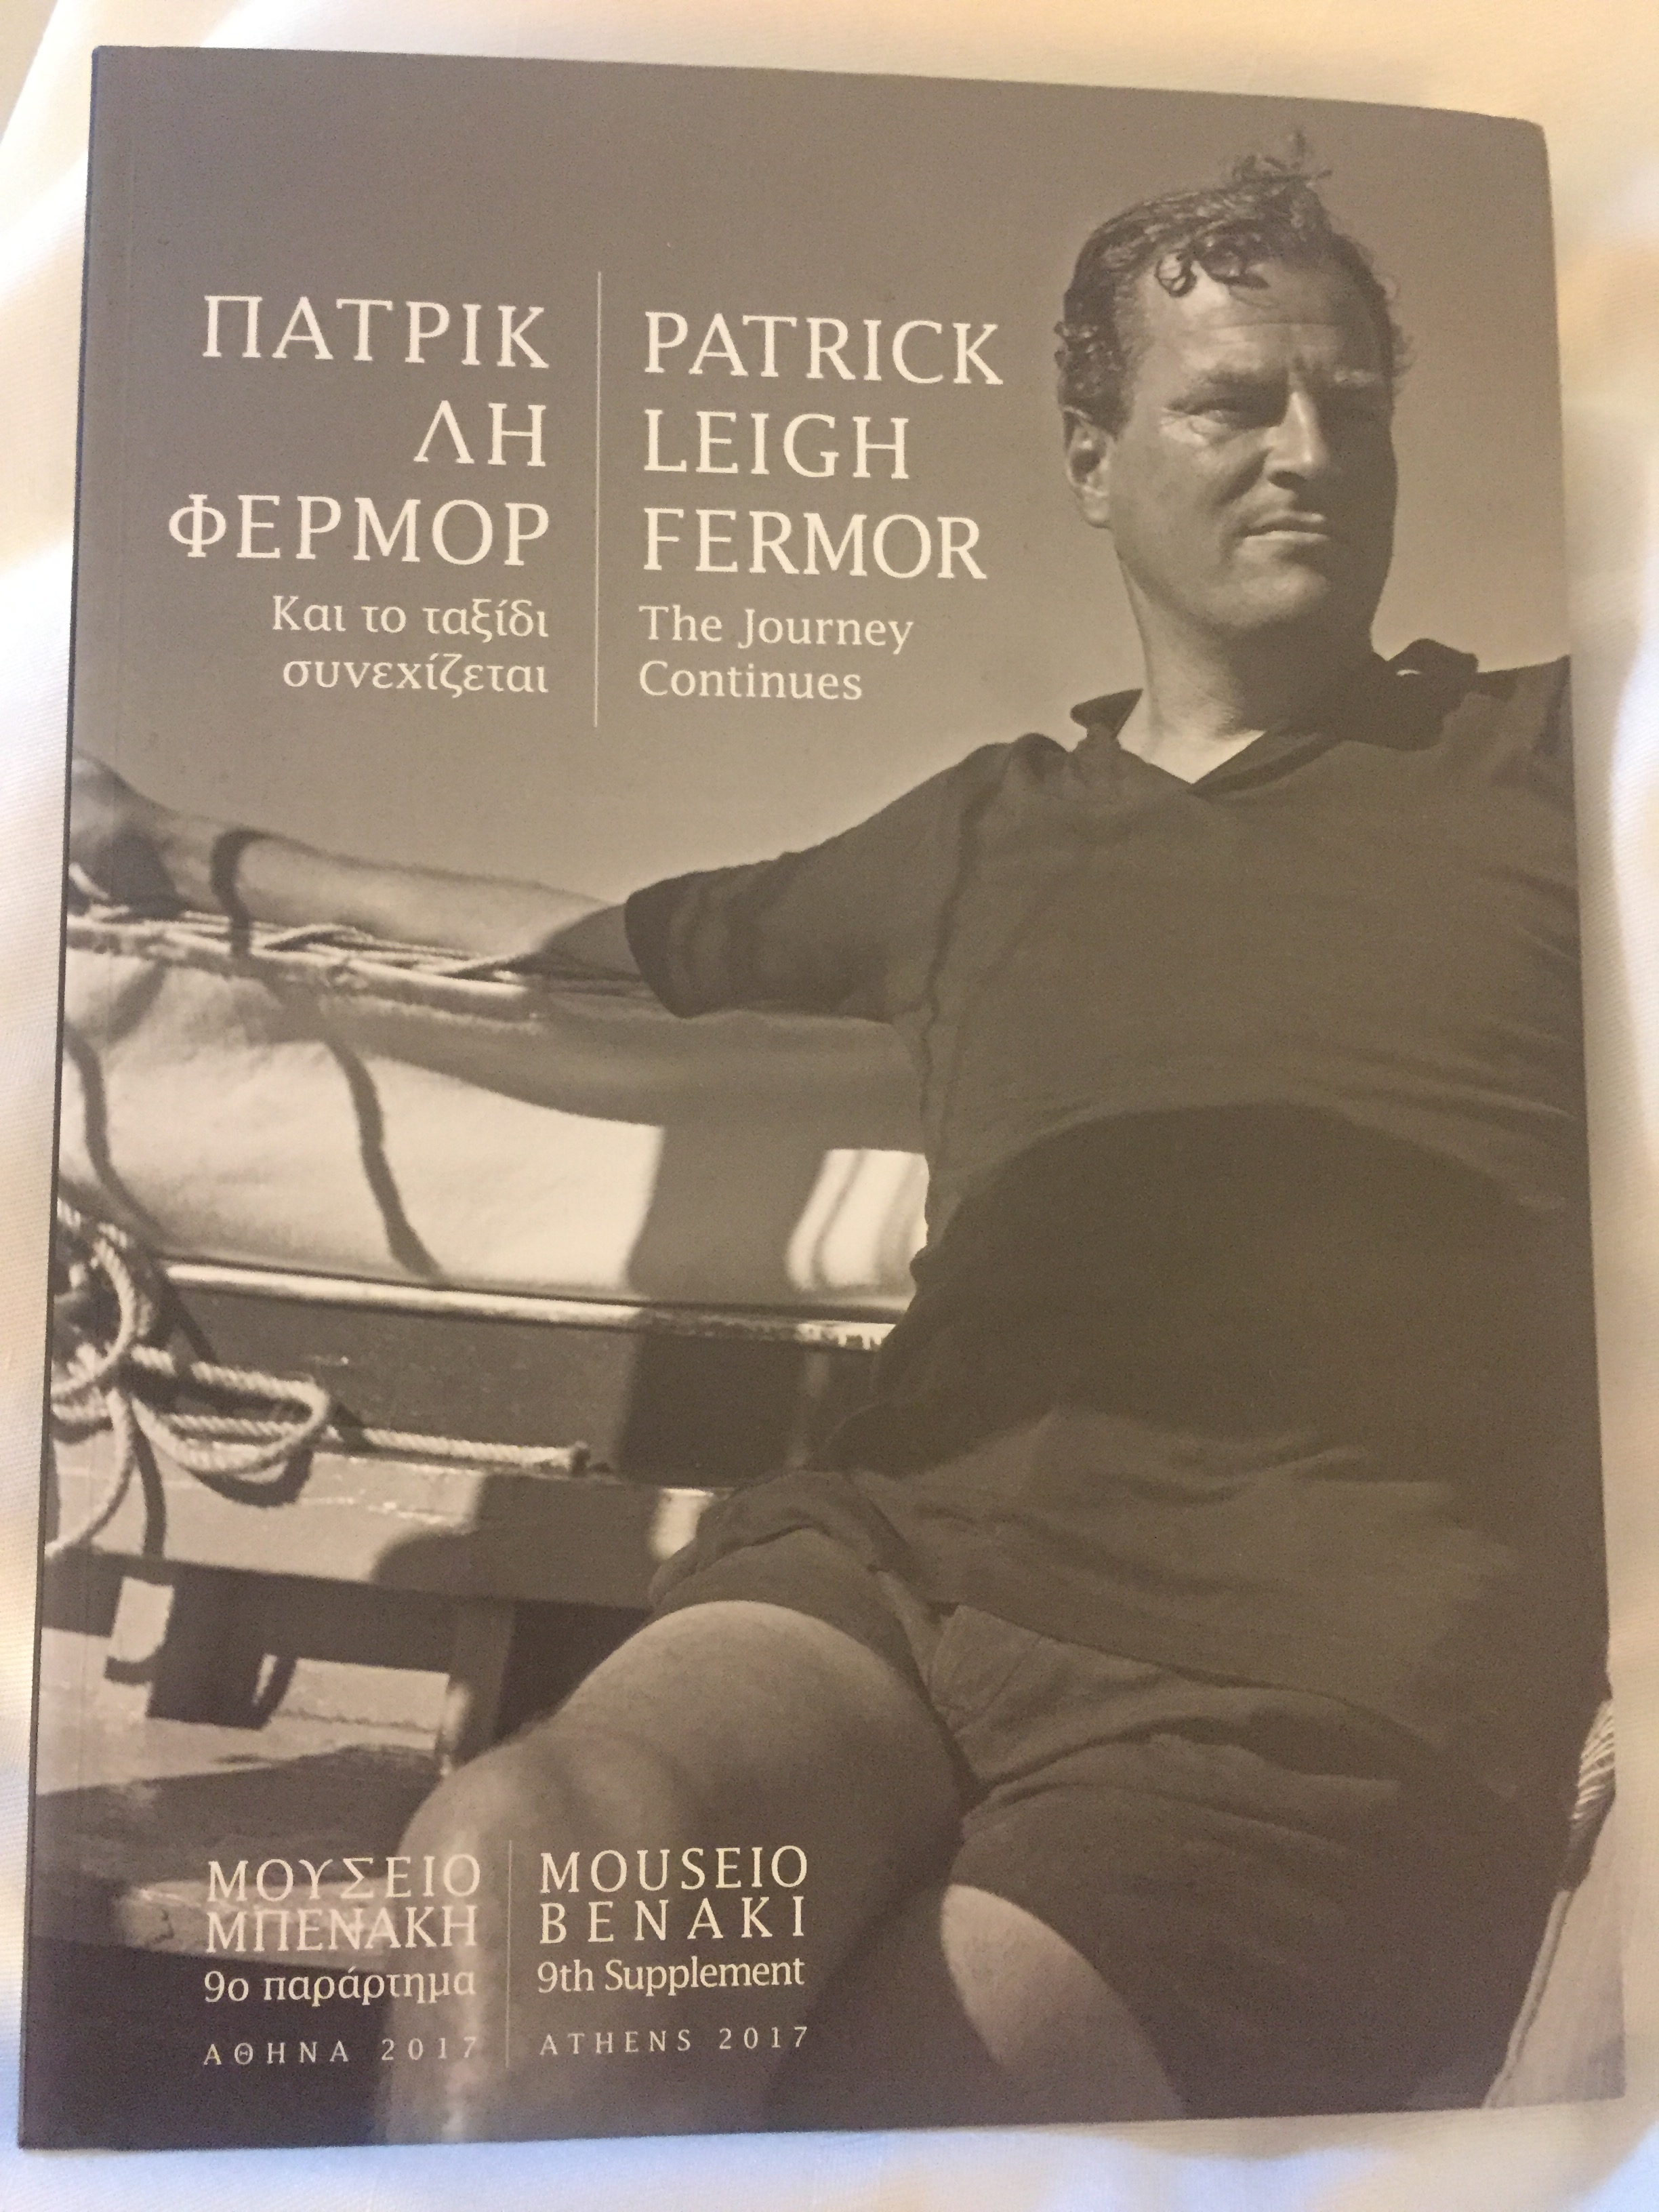 ΠΑΤΡΙΚ
ΛΗ
ΦΕΡΜΟΡ
Και το ταξίδι
συνεχίζεται
PATRICK
LEIGH
FERMOR
The Journey
Continues
ΜΟΥΣΕΙΟ
ΜΠΕΝΑΚΗ
9ο παράρτημα
ΑΘΗΝΑ 2017
MOUSEIO
BENAKI
9th Supplement
ATHENS 2017